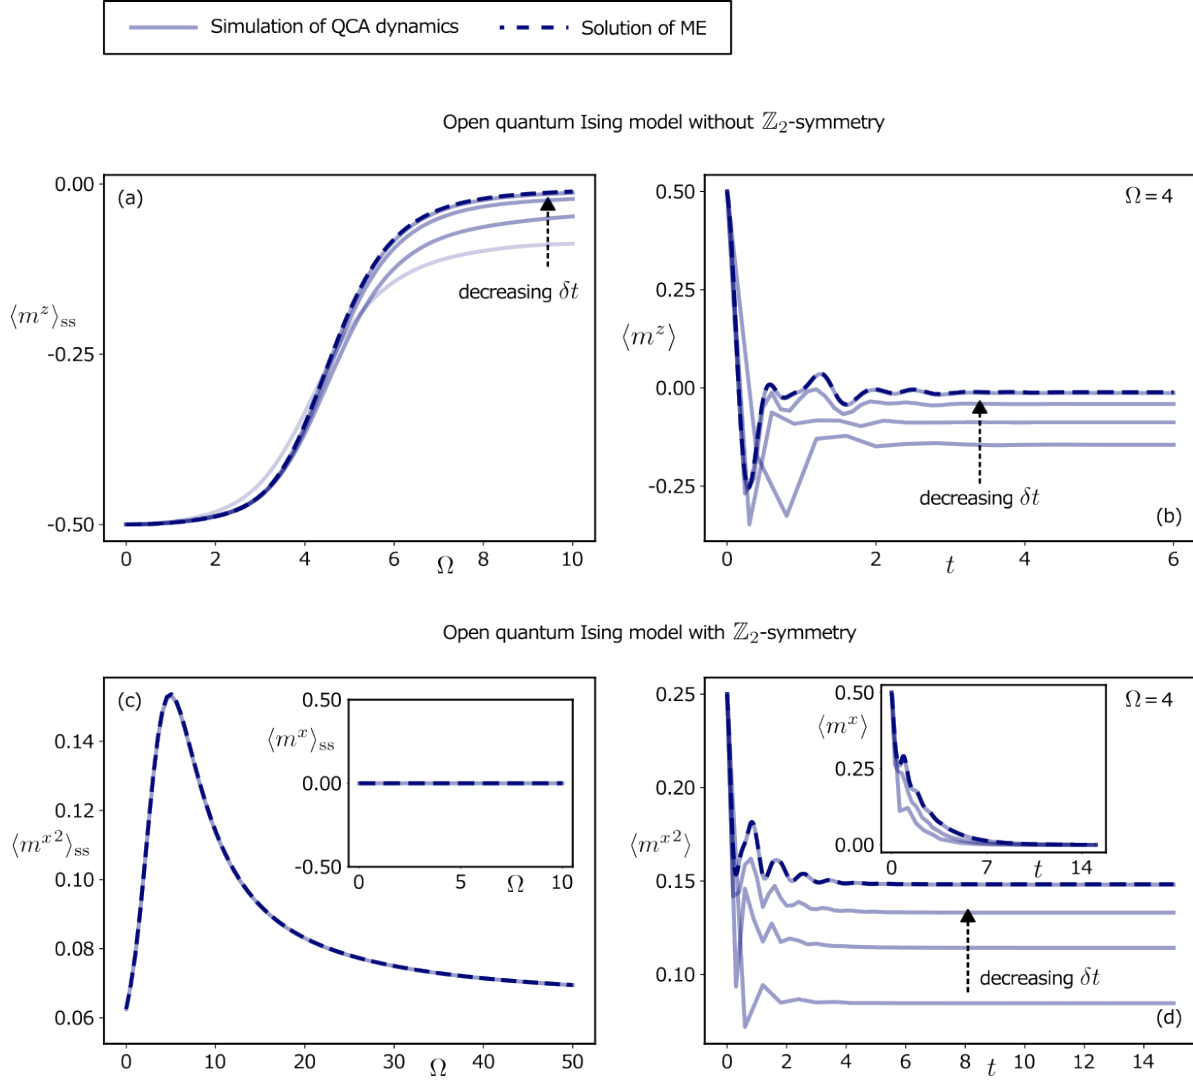 Simulation of QCA dynamics
Solution of ME
Open quantum Ising model without ℤ₂-symmetry
(a)
0.00
-0.25
-0.50
⟨m^z⟩_ss
decreasing δt
0 2 4 6 8 10
Ω
Ω = 4
0.50
0.25
0.00
-0.25
⟨m^z⟩
decreasing δt
(b)
0 2 4 6
t
Open quantum Ising model with ℤ₂-symmetry
(c)
0.14
0.12
0.10
0.08
0.06
⟨m^x 2⟩_ss
0.50
0.00
-0.50
⟨m^x⟩_ss
0 5 10
Ω
0 10 20 30 40 50
Ω
Ω = 4
0.25
0.20
0.15
0.10
⟨m^x 2⟩
0.50
0.25
0.00
⟨m^x⟩
0 7 14
t
decreasing δt
(d)
0 2 4 6 8 10 12 14
t